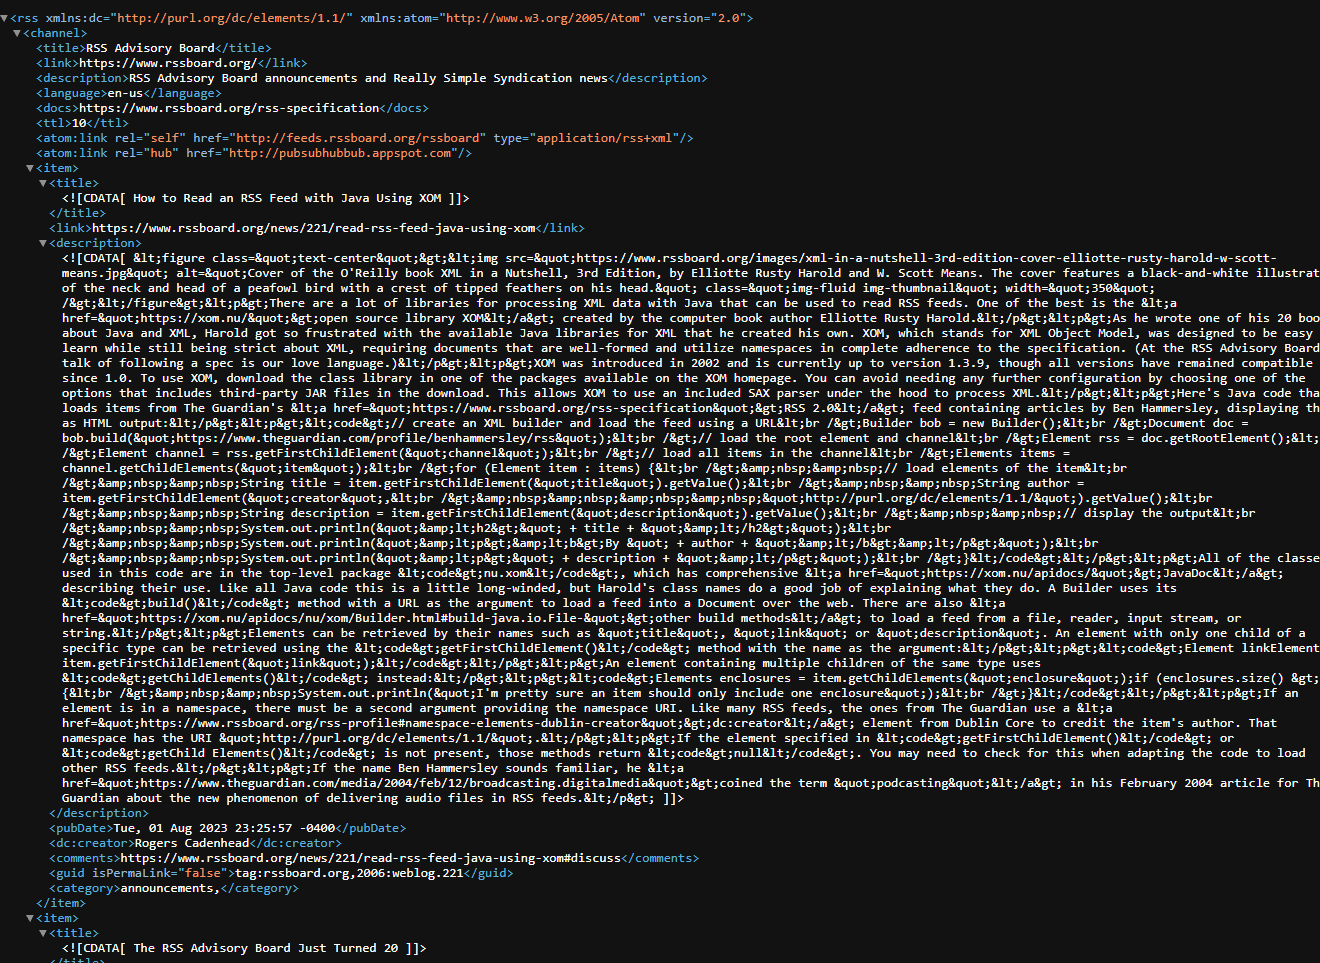 ▼<rss xmlns:dc="http://purl.org/dc/elements/1.1/" xmlns:atom="http://www.w3.org/2005/Atom" version="2.0">
▼<channel>
<title>RSS Advisory Board</title>
<link>https://www.rssboard.org/</link>
<description>RSS Advisory Board announcements and Really Simple Syndication news</description>
<language>en-us</language>
<docs>https://www.rssboard.org/rss-specification</docs>
<ttl>10</ttl>
<atom:link rel="self" href="http://feeds.rssboard.org/rssboard" type="application/rss+xml"/>
<atom:link rel="hub" href="http://pubsubhubbub.appspot.com"/>
▼<item>
▼<title>
<![CDATA[ How to Read an RSS Feed with Java Using XOM ]]>
</title>
<link>https://www.rssboard.org/news/221/read-rss-feed-java-using-xom</link>
▼<description>
<![CDATA[ &lt;figure class=&quot;text-center&quot;&gt;&lt;img src=&quot;https://www.rssboard.org/images/xml-in-a-nutshell-3rd-edition-cover-elliotte-rusty-harold-w-scott-
means.jpg&quot; alt=&quot;Cover of the O'Reilly book XML in a Nutshell, 3rd Edition, by Elliotte Rusty Harold and W. Scott Means. The cover features a black-and-white illustrat
of the neck and head of a peafowl bird with a crest of tipped feathers on his head.&quot; class=&quot;img-fluid img-thumbnail&quot; width=&quot;350&quot;
/&gt;&lt;/figure&gt;&lt;p&gt;There are a lot of libraries for processing XML data with Java that can be used to read RSS feeds. One of the best is the &lt;a
href=&quot;https://xom.nu/&quot;&gt;open source library XOM&lt;/a&gt; created by the computer book author Elliotte Rusty Harold.&lt;/p&gt;&lt;p&gt;As he wrote one of his 20 boo
about Java and XML, Harold got so frustrated with the available Java libraries for XML that he created his own. XOM, which stands for XML Object Model, was designed to be easy
learn while still being strict about XML, requiring documents that are well-formed and utilize namespaces in complete adherence to the specification. (At the RSS Advisory Board
talk of following a spec is our love language.)&lt;/p&gt;&lt;p&gt;XOM was introduced in 2002 and is currently up to version 1.3.9, though all versions have remained compatible
since 1.0. To use XOM, download the class library in one of the packages available on the XOM homepage. You can avoid needing any further configuration by choosing one of the
options that includes third-party JAR files in the download. This allows XOM to use an included SAX parser under the hood to process XML.&lt;/p&gt;&lt;p&gt;Here's Java code tha
loads items from The Guardian's &lt;a href=&quot;https://www.rssboard.org/rss-specification&quot;&gt;RSS 2.0&lt;/a&gt; feed containing articles by Ben Hammersley, displaying th
as HTML output:&lt;/p&gt;&lt;p&gt;&lt;code&gt;// create an XML builder and load the feed using a URL&lt;br /&gt;Builder bob = new Builder();&lt;br /&gt;Document doc =
bob.build(&quot;https://www.theguardian.com/profile/benhammersley/rss&quot;);&lt;br /&gt;// load the root element and channel&lt;br /&gt;Element rss = doc.getRootElement();&lt;
/&gt;Element channel = rss.getFirstChildElement(&quot;channel&quot;);&lt;br /&gt;// load all items in the channel&lt;br /&gt;Elements items =
channel.getChildElements(&quot;item&quot;);&lt;br /&gt;for (Element item : items) {&lt;br /&gt;&amp;nbsp;&amp;nbsp;// load elements of the item&lt;br
/&gt;&amp;nbsp;&amp;nbsp;String title = item.getFirstChildElement(&quot;title&quot;).getValue();&lt;br /&gt;&amp;nbsp;&amp;nbsp;String author =
item.getFirstChildElement(&quot;creator&quot;,&lt;br /&gt;&amp;nbsp;&amp;nbsp;&amp;nbsp;&amp;nbsp;&quot;http://purl.org/dc/elements/1.1/&quot;).getValue();&lt;br
/&gt;&amp;nbsp;&amp;nbsp;String description = item.getFirstChildElement(&quot;description&quot;).getValue();&lt;br /&gt;&amp;nbsp;&amp;nbsp;// display the output&lt;br
/&gt;&amp;nbsp;&amp;nbsp;System.out.println(&quot;&amp;lt;h2&gt;&quot; + title + &quot;&amp;lt;/h2&gt;&quot;);&lt;br
/&gt;&amp;nbsp;&amp;nbsp;System.out.println(&quot;&amp;lt;p&gt;&amp;lt;b&gt;By &quot; + author + &quot;&amp;lt;/b&gt;&amp;lt;/p&gt;&quot;);&lt;br
/&gt;&amp;nbsp;&amp;nbsp;System.out.println(&quot;&amp;lt;p&gt;&quot; + description + &quot;&amp;lt;/p&gt;&quot;);&lt;br /&gt;}&lt;/code&gt;&lt;/p&gt;&lt;p&gt;All of the classe
used in this code are in the top-level package &lt;code&gt;nu.xom&lt;/code&gt;, which has comprehensive &lt;a href=&quot;https://xom.nu/apidocs/&quot;&gt;JavaDoc&lt;/a&gt;
describing their use. Like all Java code this is a little long-winded, but Harold's class names do a good job of explaining what they do. A Builder uses its
&lt;code&gt;build()&lt;/code&gt; method with a URL as the argument to load a feed into a Document over the web. There are also &lt;a
href=&quot;https://xom.nu/apidocs/nu/xom/Builder.html#build-java.io.File-&quot;&gt;other build methods&lt;/a&gt; to load a feed from a file, reader, input stream, or
string.&lt;/p&gt;&lt;p&gt;Elements can be retrieved by their names such as &quot;title&quot;, &quot;link&quot; or &quot;description&quot;. An element with only one child of a
specific type can be retrieved using the &lt;code&gt;getFirstChildElement()&lt;/code&gt; method with the name as the argument:&lt;/p&gt;&lt;p&gt;&lt;code&gt;Element linkElement
item.getFirstChildElement(&quot;link&quot;);&lt;/code&gt;&lt;/p&gt;&lt;p&gt;An element containing multiple children of the same type uses
&lt;code&gt;getChildElements()&lt;/code&gt; instead:&lt;/p&gt;&lt;p&gt;&lt;code&gt;Elements enclosures = item.getChildElements(&quot;enclosure&quot;);if (enclosures.size() &gt;
{&lt;br /&gt;&amp;nbsp;&amp;nbsp;System.out.println(&quot;I'm pretty sure an item should only include one enclosure&quot;);&lt;br /&gt;}&lt;/code&gt;&lt;/p&gt;&lt;p&gt;If an
element is in a namespace, there must be a second argument providing the namespace URI. Like many RSS feeds, the ones from The Guardian use a &lt;a
href=&quot;https://www.rssboard.org/rss-profile#namespace-elements-dublin-creator&quot;&gt;dc:creator&lt;/a&gt; element from Dublin Core to credit the item's author. That
namespace has the URI &quot;http://purl.org/dc/elements/1.1/&quot;.&lt;/p&gt;&lt;p&gt;If the element specified in &lt;code&gt;getFirstChildElement()&lt;/code&gt; or
&lt;code&gt;getChild Elements()&lt;/code&gt; is not present, those methods return &lt;code&gt;null&lt;/code&gt;. You may need to check for this when adapting the code to load
other RSS feeds.&lt;/p&gt;&lt;p&gt;If the name Ben Hammersley sounds familiar, he &lt;a
href=&quot;https://www.theguardian.com/media/2004/feb/12/broadcasting.digitalmedia&quot;&gt;coined the term &quot;podcasting&quot;&lt;/a&gt; in his February 2004 article for Th
Guardian about the new phenomenon of delivering audio files in RSS feeds.&lt;/p&gt; ]]>
</description>
<pubDate>Tue, 01 Aug 2023 23:25:57 -0400</pubDate>
<dc:creator>Rogers Cadenhead</dc:creator>
<comments>https://www.rssboard.org/news/221/read-rss-feed-java-using-xom#discuss</comments>
<guid isPermaLink="false">tag:rssboard.org,2006:weblog.221</guid>
<category>announcements,</category>
</item>
▼<item>
▼<title>
<![CDATA[ The RSS Advisory Board Just Turned 20 ]]>
</title>